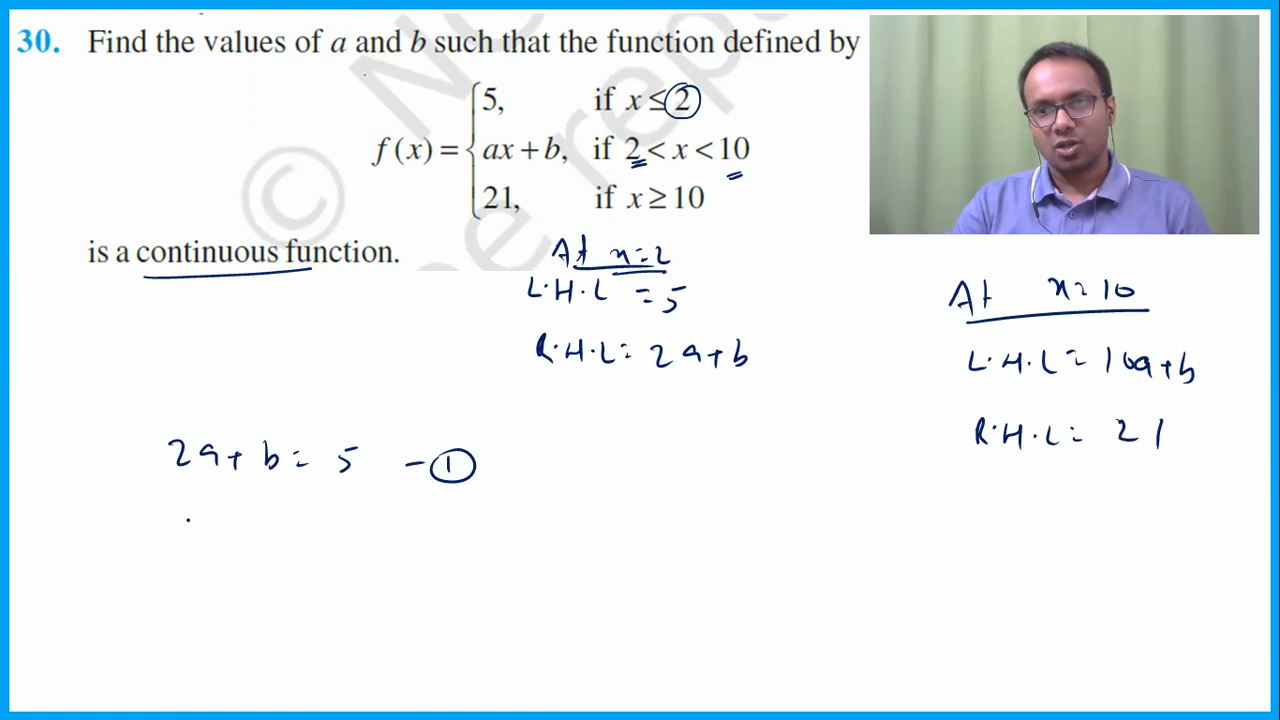 30. Find the values of a and b such that the function defined by
5, if x ≤ 2
f(x) = ax + b, if 2 < x < 10
21, if x ≥ 10
is a continuous function.
At x=2
L.H.L = 5
R.H.L = 2a+b
At x=10
L.H.L = 10a+b
R.H.L = 21
2a+b = 5 - 1